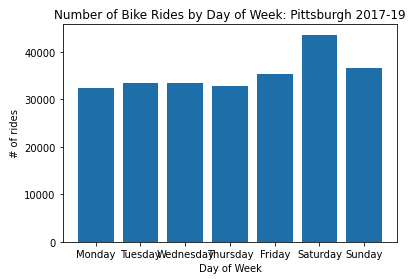 Number of Bike Rides by Day of Week: Pittsburgh 2017-19
# of rides
40000
30000
20000
10000
0
Monday Tuesday Wednesday Thursday Friday Saturday Sunday
Day of Week